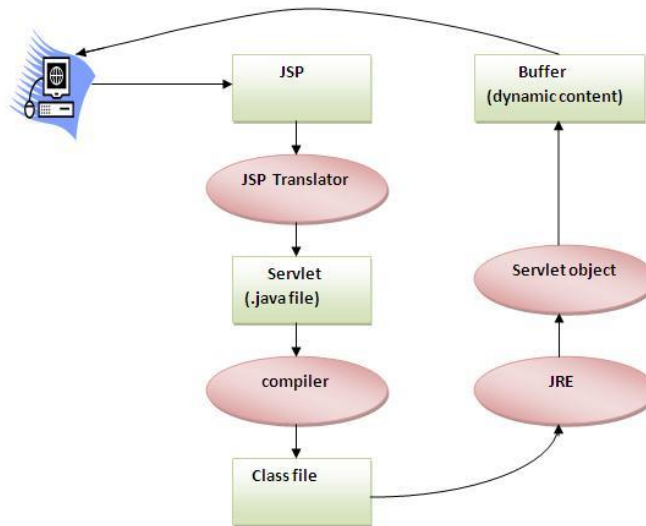 JSP
JSP Translator
Servlet
(.java file)
compiler
Class file
JRE
Servlet object
Buffer
(dynamic content)